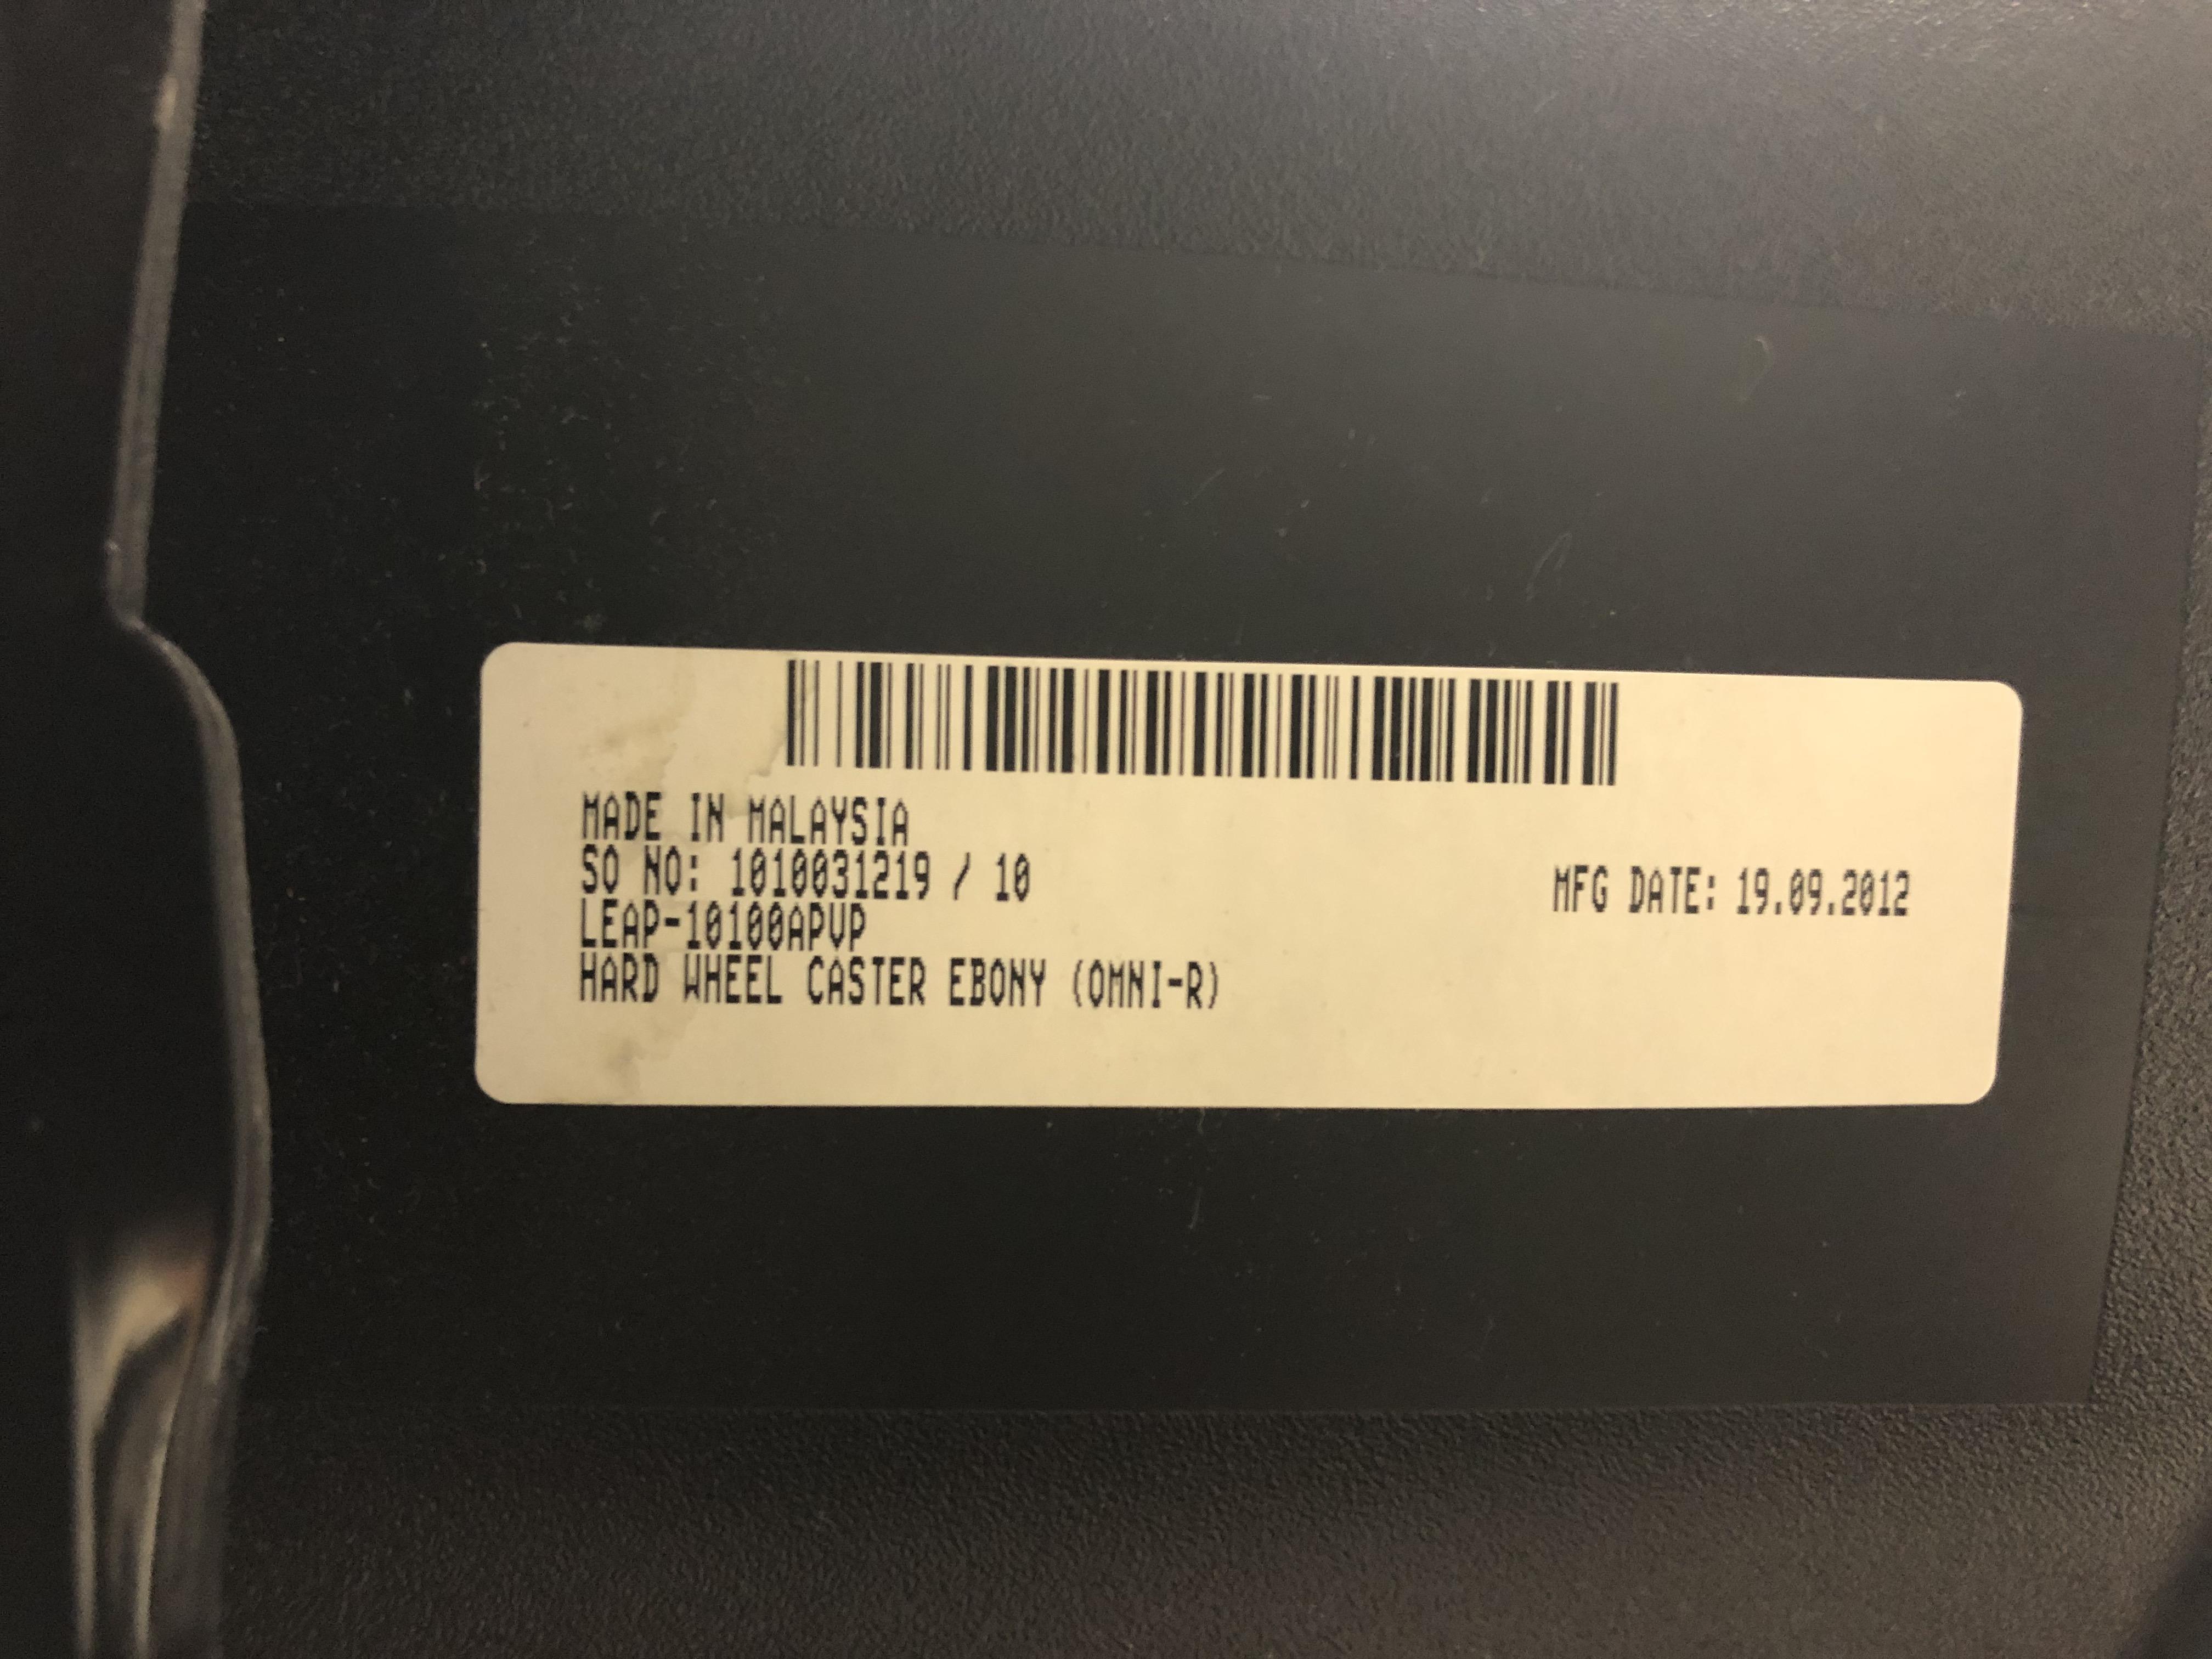 MADE IN MALAYSIA
SO NO: 1010031219 / 10
MFG DATE: 19.09.2012
LEAP-10100APVP
HARD WHEEL CASTER EBONY (OMNI-R)